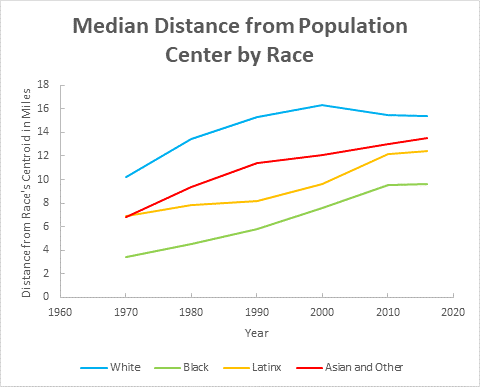 Median Distance from Population
Center by Race
Distance from Race's Centroid in Miles
18
16
14
12
10
8
6
4
2
0
1960 1970 1980 1990 2000 2010 2020
Year
White Black Latinx Asian and Other